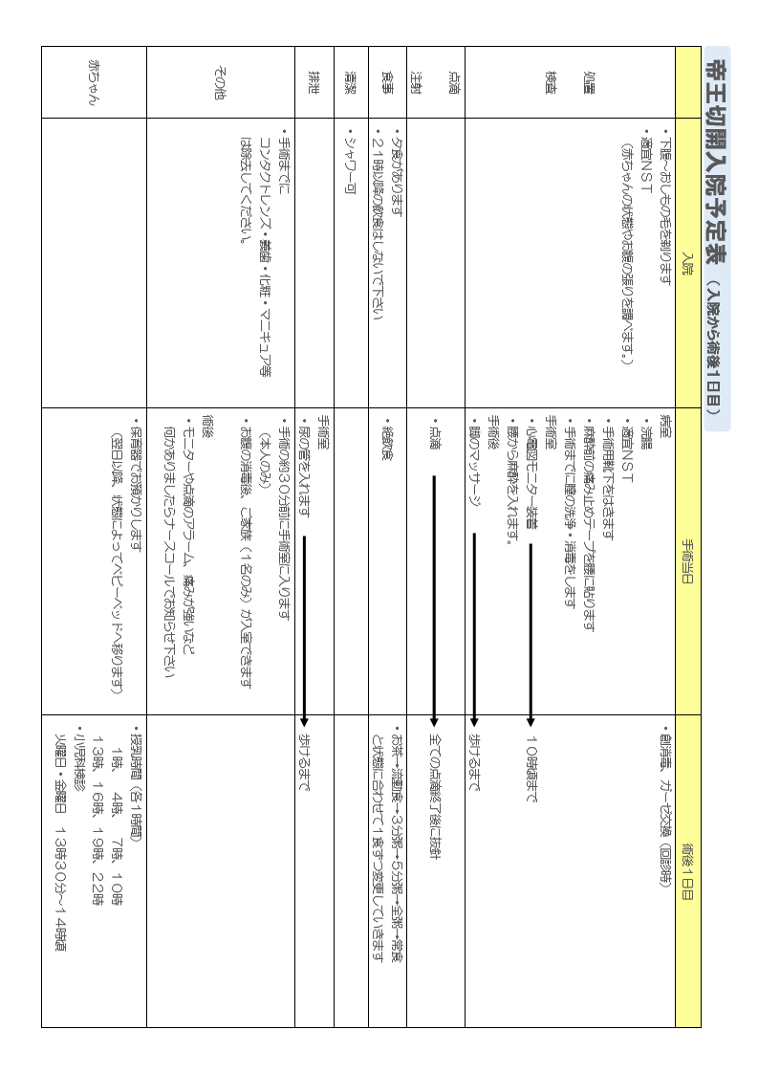 帝王切開入院予定表（入院から術後１日目）
入院
手術当日
術後１日目
処置
検査
・下腹～おしもの毛を剃ります
・適宜ＮＳＴ
（赤ちゃんの状態やお腹の張りを調べます。）
病室
・浣腸
・適宜ＮＳＴ
・手術用靴下をはきます
・麻酔前の痛み止めテープを腰に貼ります
・手術までに膣の洗浄・消毒をします
手術室
・心電図モニター装着
・腰から麻酔を入れます。
手術後
・脚のマッサージ
・創消毒、ガーゼ交換（回診時）
１０時頃まで
歩けるまで
点滴
注射
・点滴
全ての点滴終了後に抜針
食事
・夕食があります
・２１時以降の飲食はしないで下さい
・絶飲食
・お茶→流動食→３分粥→５分粥→全粥→常食
と状態に合わせて１食ずつ変更していきます
清潔
・シャワー可
排泄
手術室
・尿の管を入れます
歩けるまで
その他
・手術までに
コンタクトレンズ・義歯・化粧・マニキュア等
は除去してください。
・手術の約３０分前に手術室に入ります
（本人のみ）
・お腹の消毒後、ご家族（１名のみ）が入室できます
術後
・モニターや点滴のアラーム、痛みが強いなど
何かありましたらナースコールでお知らせ下さい
赤ちゃん
・保育器でお預かりします
（翌日以降、状態によってベビーベッドへ移ります）
・授乳時間（各１時間）
１時、　４時、　７時、１０時
１３時、１６時、１９時、２２時
・小児科検診
火曜日・金曜日　１３時３０分～１４時頃